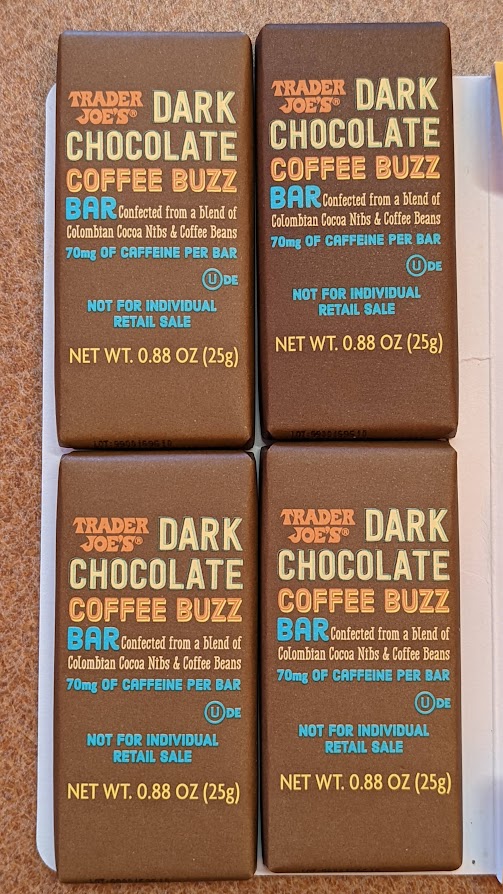 TRADER JOE'S® DARK
CHOCOLATE
COFFEE BUZZ
BAR Confected from a blend of
Colombian Cocoa Nibs & Coffee Beans
70mg OF CAFFEINE PER BAR
U DE
NOT FOR INDIVIDUAL
RETAIL SALE
NET WT. 0.88 OZ (25g)
TRADER JOE'S® DARK
CHOCOLATE
COFFEE BUZZ
BAR Confected from a blend of
Colombian Cocoa Nibs & Coffee Beans
70mg OF CAFFEINE PER BAR
U DE
NOT FOR INDIVIDUAL
RETAIL SALE
NET WT. 0.88 OZ (25g)
TRADER JOE'S® DARK
CHOCOLATE
COFFEE BUZZ
BAR Confected from a blend of
Colombian Cocoa Nibs & Coffee Beans
70mg OF CAFFEINE PER BAR
U DE
NOT FOR INDIVIDUAL
RETAIL SALE
NET WT. 0.88 OZ (25g)
TRADER JOE'S® DARK
CHOCOLATE
COFFEE BUZZ
BAR Confected from a blend of
Colombian Cocoa Nibs & Coffee Beans
70mg OF CAFFEINE PER BAR
U DE
NOT FOR INDIVIDUAL
RETAIL SALE
NET WT. 0.88 OZ (25g)